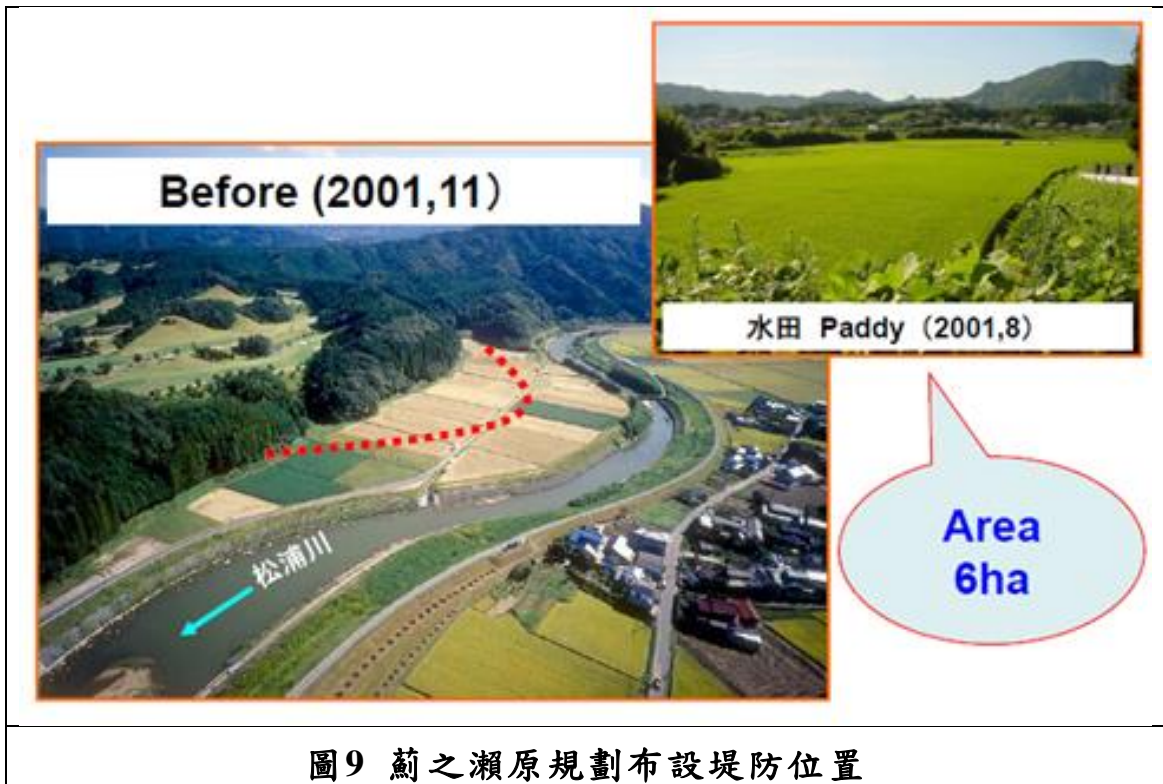 Before (2001,11）
水田 Paddy（2001,8）
松浦川
Area
6ha
圖9 薊之瀨原規劃布設堤防位置